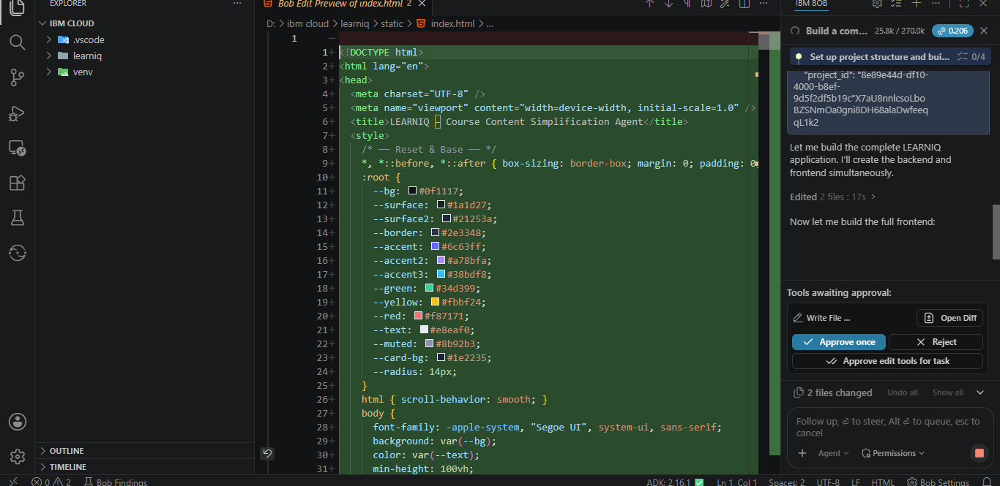 EXPLORER
IBM CLOUD
.vscode
learniq
venv
OUTLINE
TIMELINE
Bob Edit Preview of index.html 2
D: > ibm cloud > learniq > static > index.html > ...
1 −
1+ <!DOCTYPE html>
2+ <html lang="en">
3+ <head>
4+ <meta charset="UTF-8" />
5+ <meta name="viewport" content="width=device-width, initial-scale=1.0" />
6+ <title>LEARNIQ – Course Content Simplification Agent</title>
7+ <style>
8+ /* ── Reset & Base ── */
9+ *, *::before, *::after { box-sizing: border-box; margin: 0; padding: 0
10+ :root {
11+ --bg: #0f1117;
12+ --surface: #1a1d27;
13+ --surface2: #21253a;
14+ --border: #2e3348;
15+ --accent: #6c63ff;
16+ --accent2: #a78bfa;
17+ --accent3: #38bdf8;
18+ --green: #34d399;
19+ --yellow: #fbbf24;
20+ --red: #f87171;
21+ --text: #e8eaf0;
22+ --muted: #8b92b3;
23+ --card-bg: #1e2235;
24+ --radius: 14px;
25+ }
26+ html { scroll-behavior: smooth; }
27+ body {
28+ font-family: -apple-system, "Segoe UI", system-ui, sans-serif;
29+ background: var(--bg);
30+ color: var(--text);
31+ min-height: 100vh;
IBM BOB
Build a com... 25.8k / 270.0k 0.206
Set up project structure and bui... 0/4
"project_id": "8e89e44d-df10-
4000-b8ef-
9d5f2df5b19c"X7aU8nnlcsoLbo
BZSNmOa0gni8DH68alaDwfeeq
qL1k2
Let me build the complete LEARNIQ
application. I'll create the backend and
frontend simultaneously.
Edited 2 files : 17s >
Now let me build the full frontend:
Tools awaiting approval:
Write File ... Open Diff
Approve once Reject
Approve edit tools for task
2 files changed Undo all Show all
Follow up, ⏎ to steer, Alt ⏎ to queue, esc to
cancel
+ Agent Permissions
0 2 Bob Findings ADK: 2.16.1 Ln 1, Col 1 Spaces: 2 UTF-8 LF HTML Bob Settings